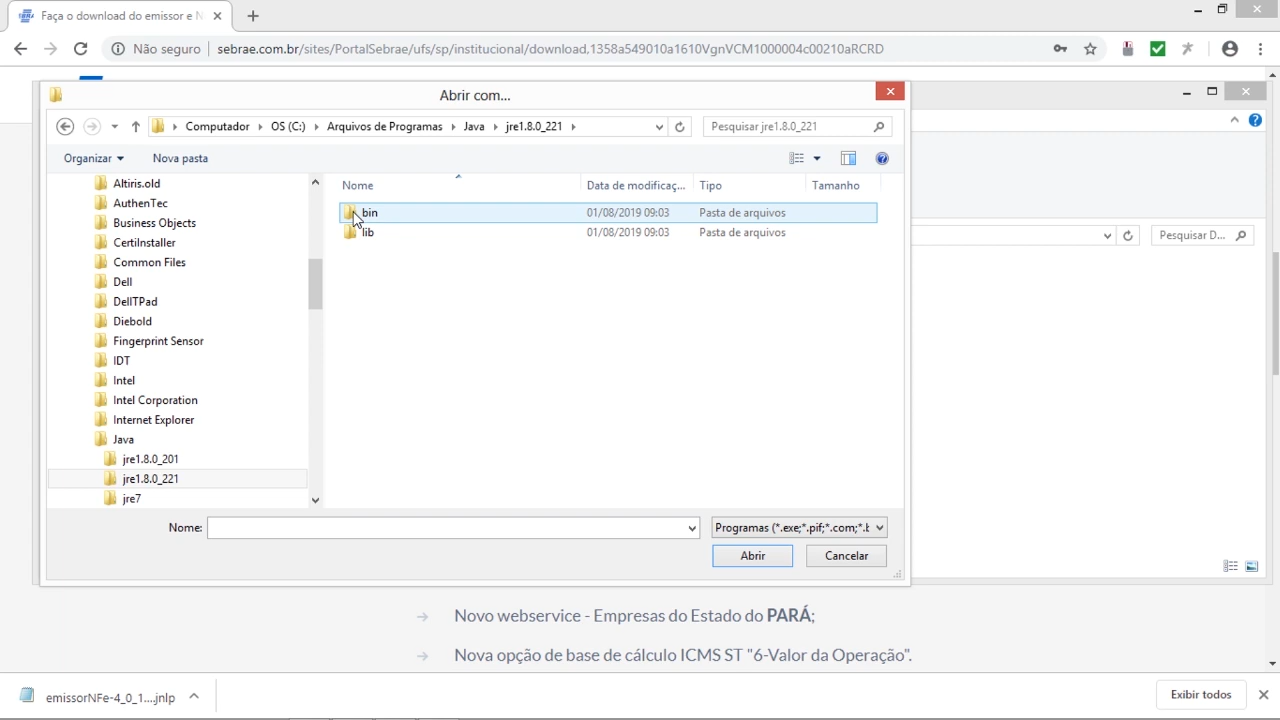 Faça o download do emissor e N
Não seguro
sebrae.com.br/sites/PortalSebrae/ufs/sp/institucional/download,1358a549010a1610VgnVCM1000004c00210aRCRD
Abrir com...
Computador
OS (C:)
Arquivos de Programas
Java
jre1.8.0_221
Pesquisar jre1.8.0_221
Organizar
Nova pasta
Nome
Data de modificaç...
Tipo
Tamanho
bin
01/08/2019 09:03
Pasta de arquivos
lib
01/08/2019 09:03
Pasta de arquivos
Altiris.old
AuthenTec
Business Objects
CertiInstaller
Common Files
Dell
DellTPad
Diebold
Fingerprint Sensor
IDT
Intel
Intel Corporation
Internet Explorer
Java
jre1.8.0_201
jre1.8.0_221
jre7
Pesquisar D...
Nome:
Programas (*.exe;*.pif;*.com;*.b
Abrir
Cancelar
Novo webservice - Empresas do Estado do PARÁ;
Nova opção de base de cálculo ICMS ST "6-Valor da Operação".
emissorNFe-4_0_1....jnlp
Exibir todos